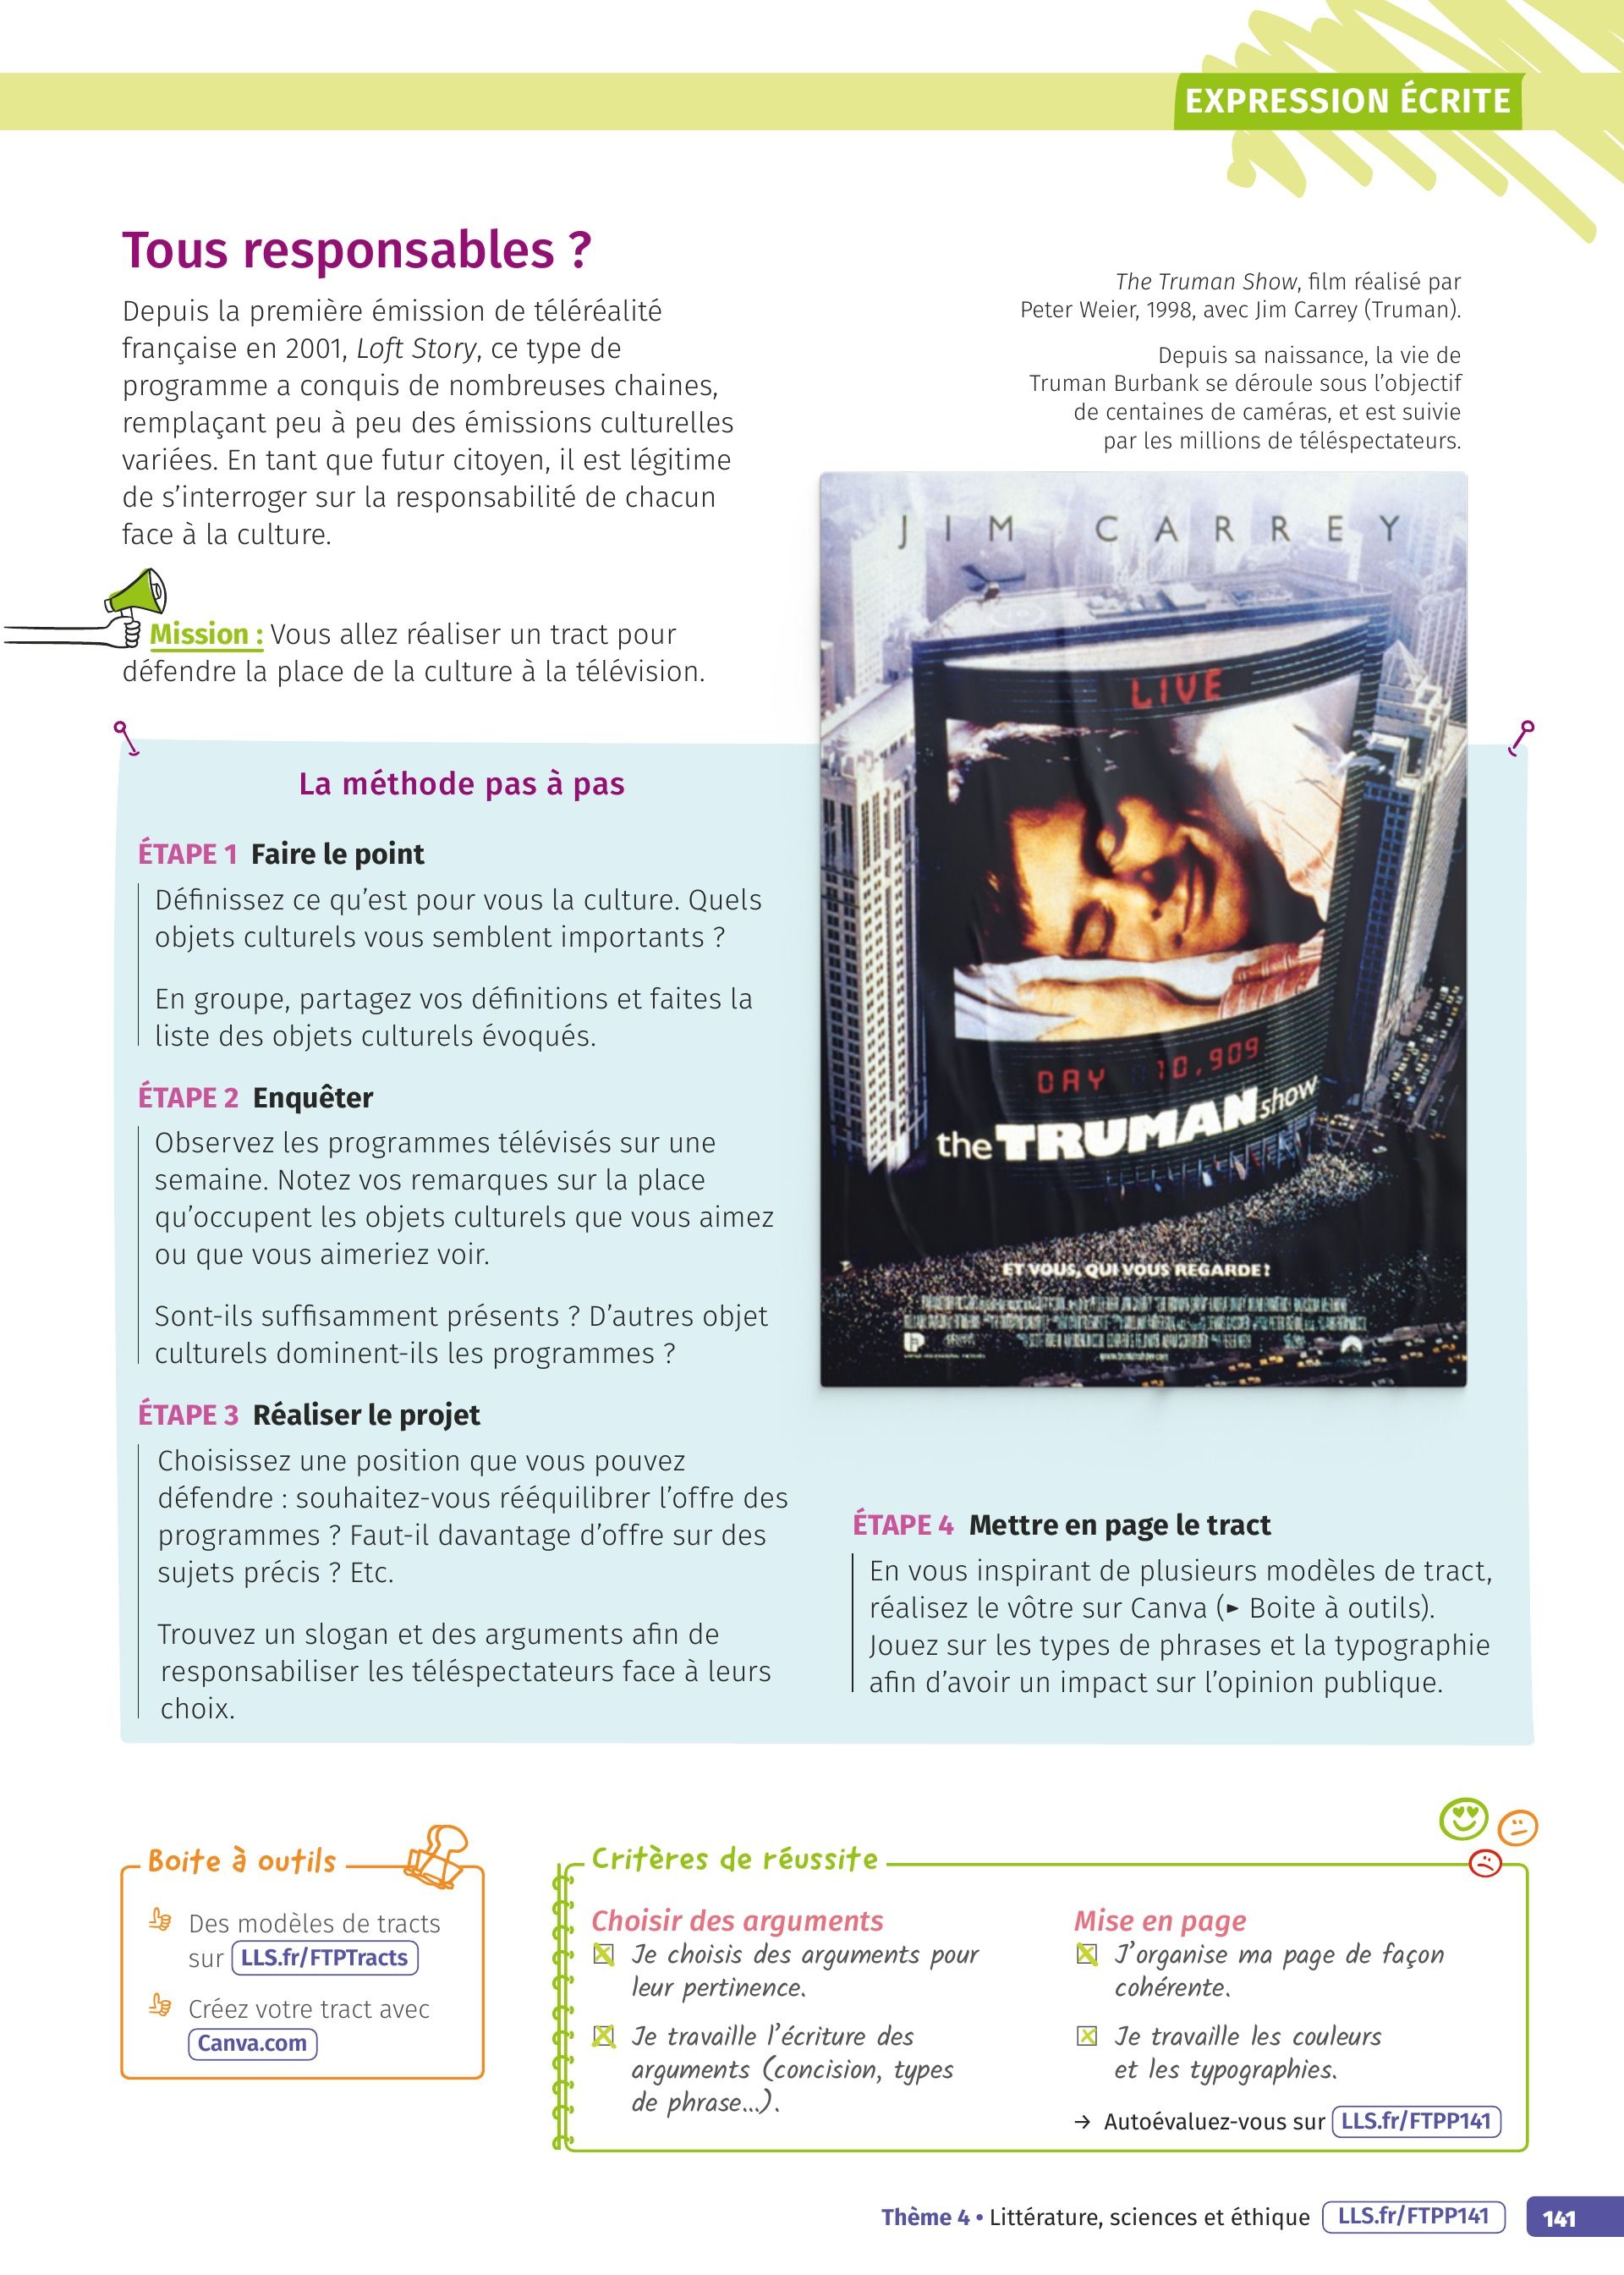 EXPRESSION ÉCRITE
Tous responsables ?
Depuis la première émission de téléréalité
française en 2001, Loft Story, ce type de
programme a conquis de nombreuses chaines,
remplaçant peu à peu des émissions culturelles
variées. En tant que futur citoyen, il est légitime
de s'interroger sur la responsabilité de chacun
face à la culture.
Mission : Vous allez réaliser un tract pour
défendre la place de la culture à la télévision.
The Truman Show, film réalisé par
Peter Weier, 1998, avec Jim Carrey (Truman).
Depuis sa naissance, la vie de
Truman Burbank se déroule sous l'objectif
de centaines de caméras, et est suivie
par les millions de téléspectateurs.
JIM CARREY
LIVE
DAY 10,909
the TRUMAN show
ET VOUS, QUI VOUS REGARDE ?
La méthode pas à pas
ÉTAPE 1 Faire le point
Définissez ce qu'est pour vous la culture. Quels
objets culturels vous semblent importants ?
En groupe, partagez vos définitions et faites la
liste des objets culturels évoqués.
ÉTAPE 2 Enquêter
Observez les programmes télévisés sur une
semaine. Notez vos remarques sur la place
qu'occupent les objets culturels que vous aimez
ou que vous aimeriez voir.
Sont-ils suffisamment présents ? D'autres objet
culturels dominent-ils les programmes ?
ÉTAPE 3 Réaliser le projet
Choisissez une position que vous pouvez
défendre : souhaitez-vous rééquilibrer l'offre des
programmes ? Faut-il davantage d'offre sur des
sujets précis ? Etc.
Trouvez un slogan et des arguments afin de
responsabiliser les téléspectateurs face à leurs
choix.
ÉTAPE 4 Mettre en page le tract
En vous inspirant de plusieurs modèles de tract,
réalisez le vôtre sur Canva (► Boite à outils).
Jouez sur les types de phrases et la typographie
afin d'avoir un impact sur l'opinion publique.
Boite à outils
Des modèles de tracts
sur LLS.fr/FTPTracts
Créez votre tract avec
Canva.com
Critères de réussite
Choisir des arguments
Je choisis des arguments pour
leur pertinence.
Je travaille l'écriture des
arguments (concision, types
de phrase...).
Mise en page
J'organise ma page de façon
cohérente.
Je travaille les couleurs
et les typographies.
→ Autoévaluez-vous sur LLS.fr/FTPP141
Thème 4 • Littérature, sciences et éthique LLS.fr/FTPP141 141